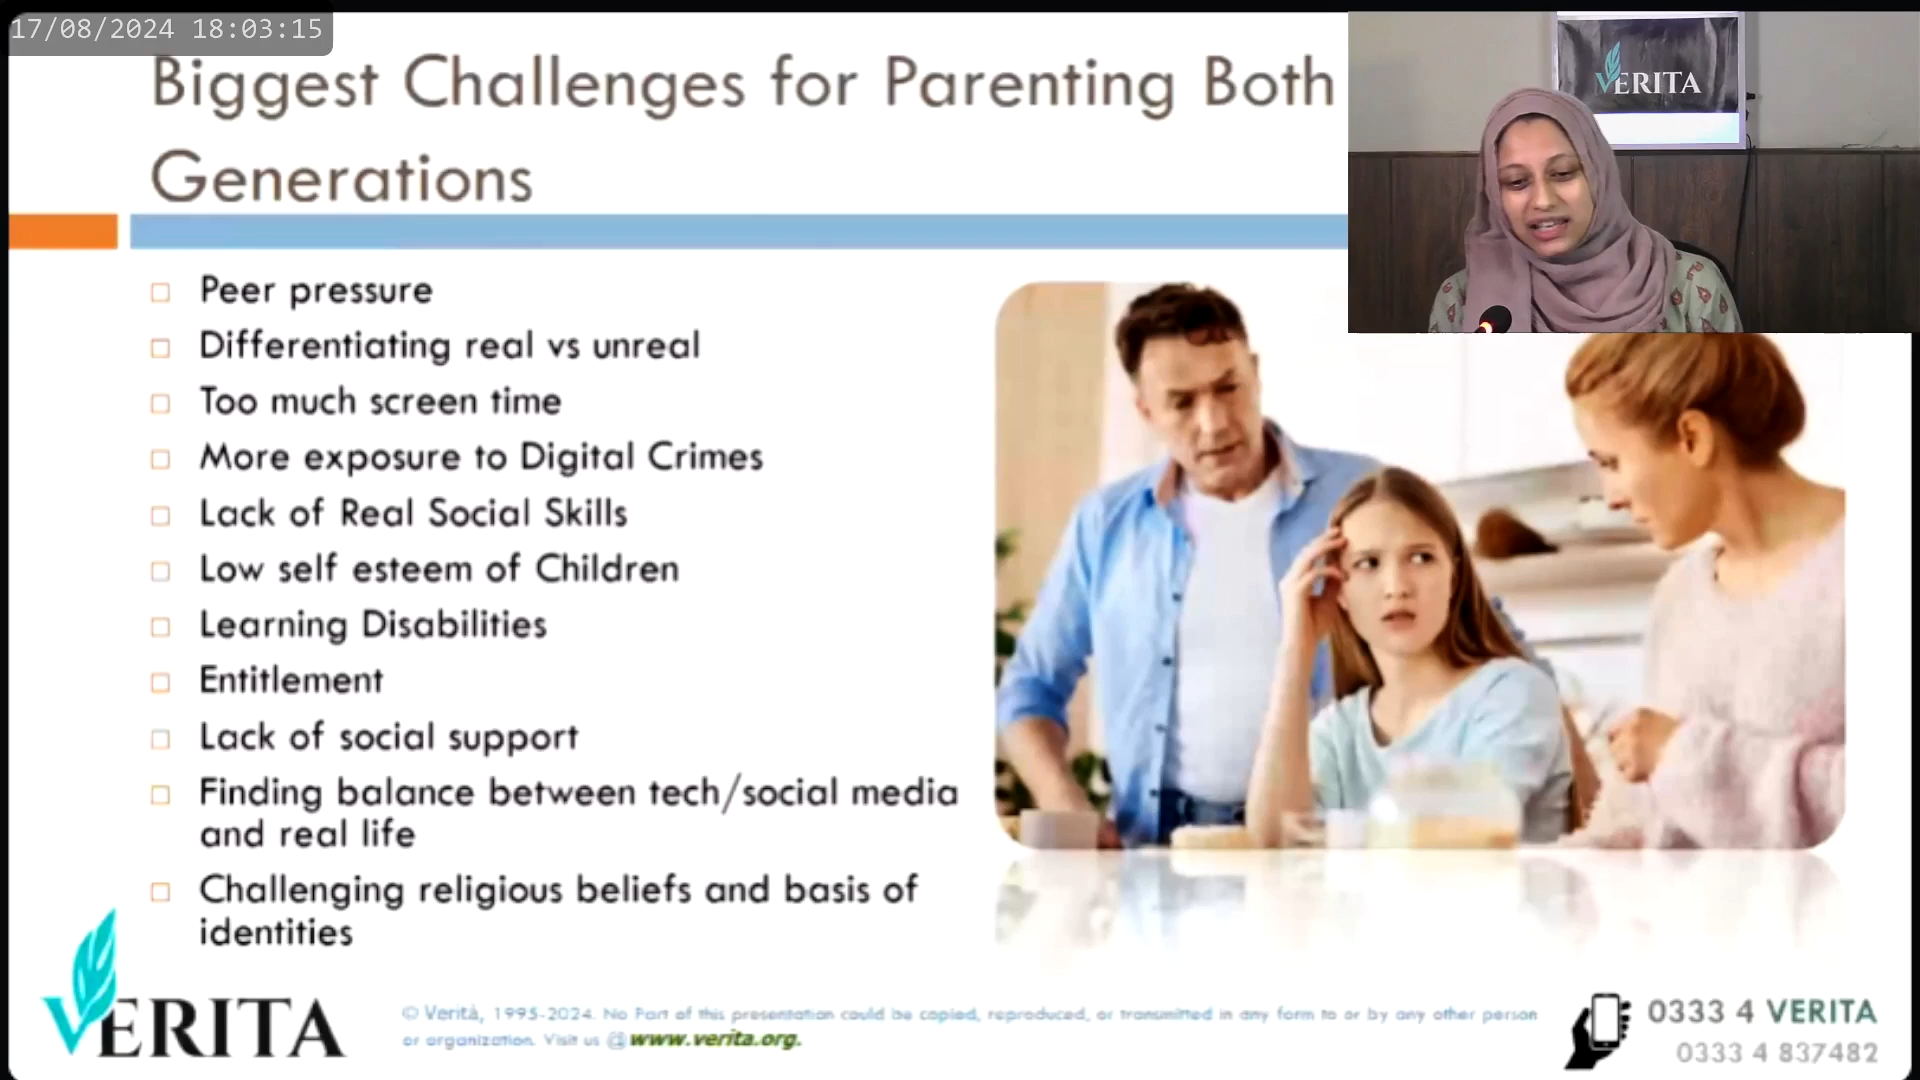 17/08/2024 18:03:15
Biggest Challenges for Parenting Both
Generations
VERITA
Peer pressure
Differentiating real vs unreal
Too much screen time
More exposure to Digital Crimes
Lack of Real Social Skills
Low self esteem of Children
Learning Disabilities
Entitlement
Lack of social support
Finding balance between tech/social media
and real life
Challenging religious beliefs and basis of
identities
VERITA
© Verità, 1995-2024. No Part of this presentation could be copied, reproduced, or transmitted in any form to or by any other person
or organization. Visit us @www.verita.org.
0333 4 VERITA
0333 4 837482